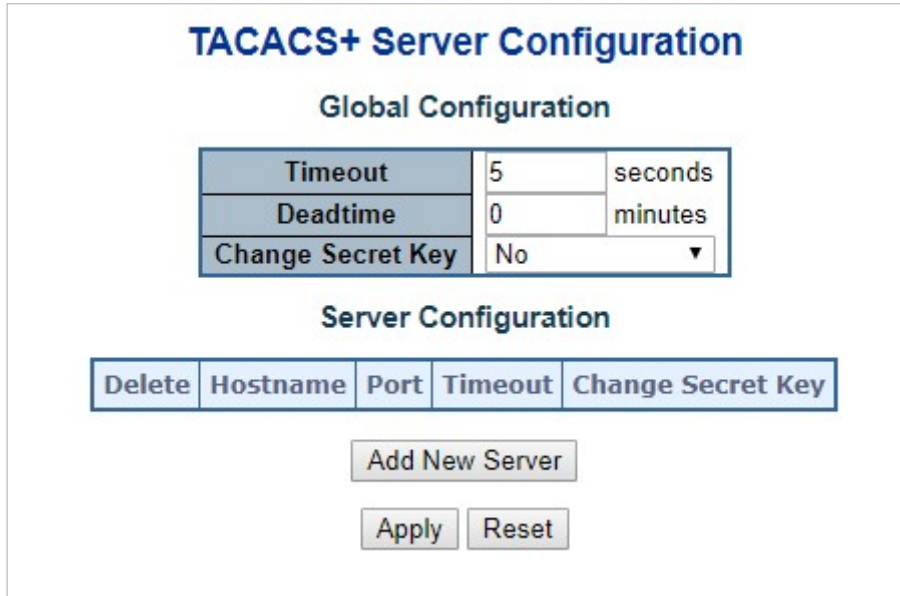 TACACS+ Server Configuration
Global Configuration
Timeout 5 seconds
Deadtime 0 minutes
Change Secret Key No
Server Configuration
Delete Hostname Port Timeout Change Secret Key
Add New Server
Apply Reset